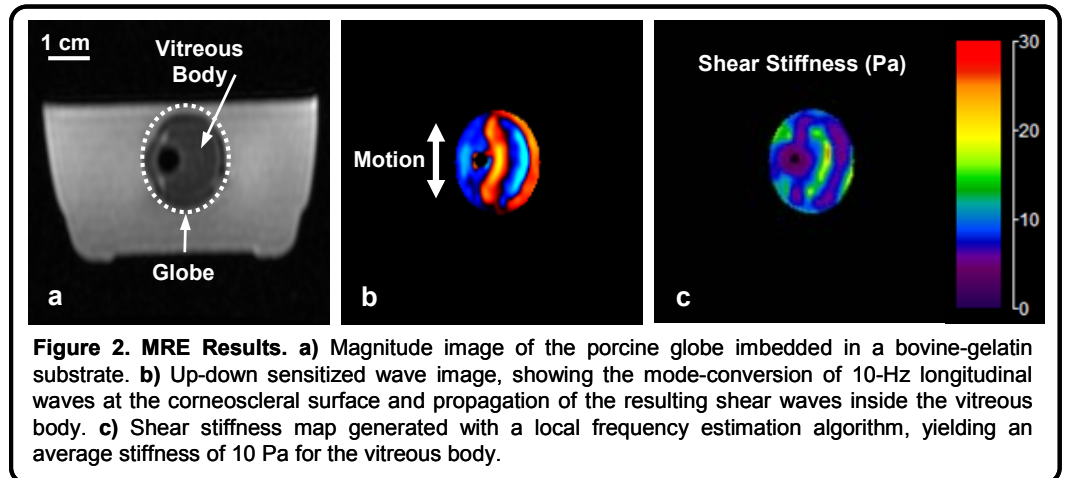 1 cm
Vitreous
Body
Globe
a
Motion
b
Shear Stiffness (Pa)
30
20
10
0
c
Figure 2. MRE Results. a) Magnitude image of the porcine globe imbedded in a bovine-gelatin
substrate. b) Up-down sensitized wave image, showing the mode-conversion of 10-Hz longitudinal
waves at the corneoscleral surface and propagation of the resulting shear waves inside the vitreous
body. c) Shear stiffness map generated with a local frequency estimation algorithm, yielding an
average stiffness of 10 Pa for the vitreous body.